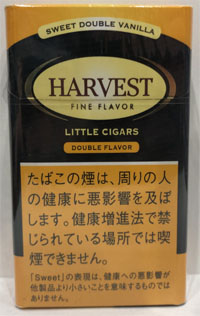 SWEET DOUBLE VANILLA
HARVEST
FINE FLAVOR
LITTLE CIGARS
DOUBLE FLAVOR
たばこの煙は、周りの人
の健康に悪影響を及ぼ
します。健康増進法で禁
じられている場所では喫
煙できません。
「Sweet」の表現は、健康への悪影響が
他製品より小さいことを意味するものでは
ありません。